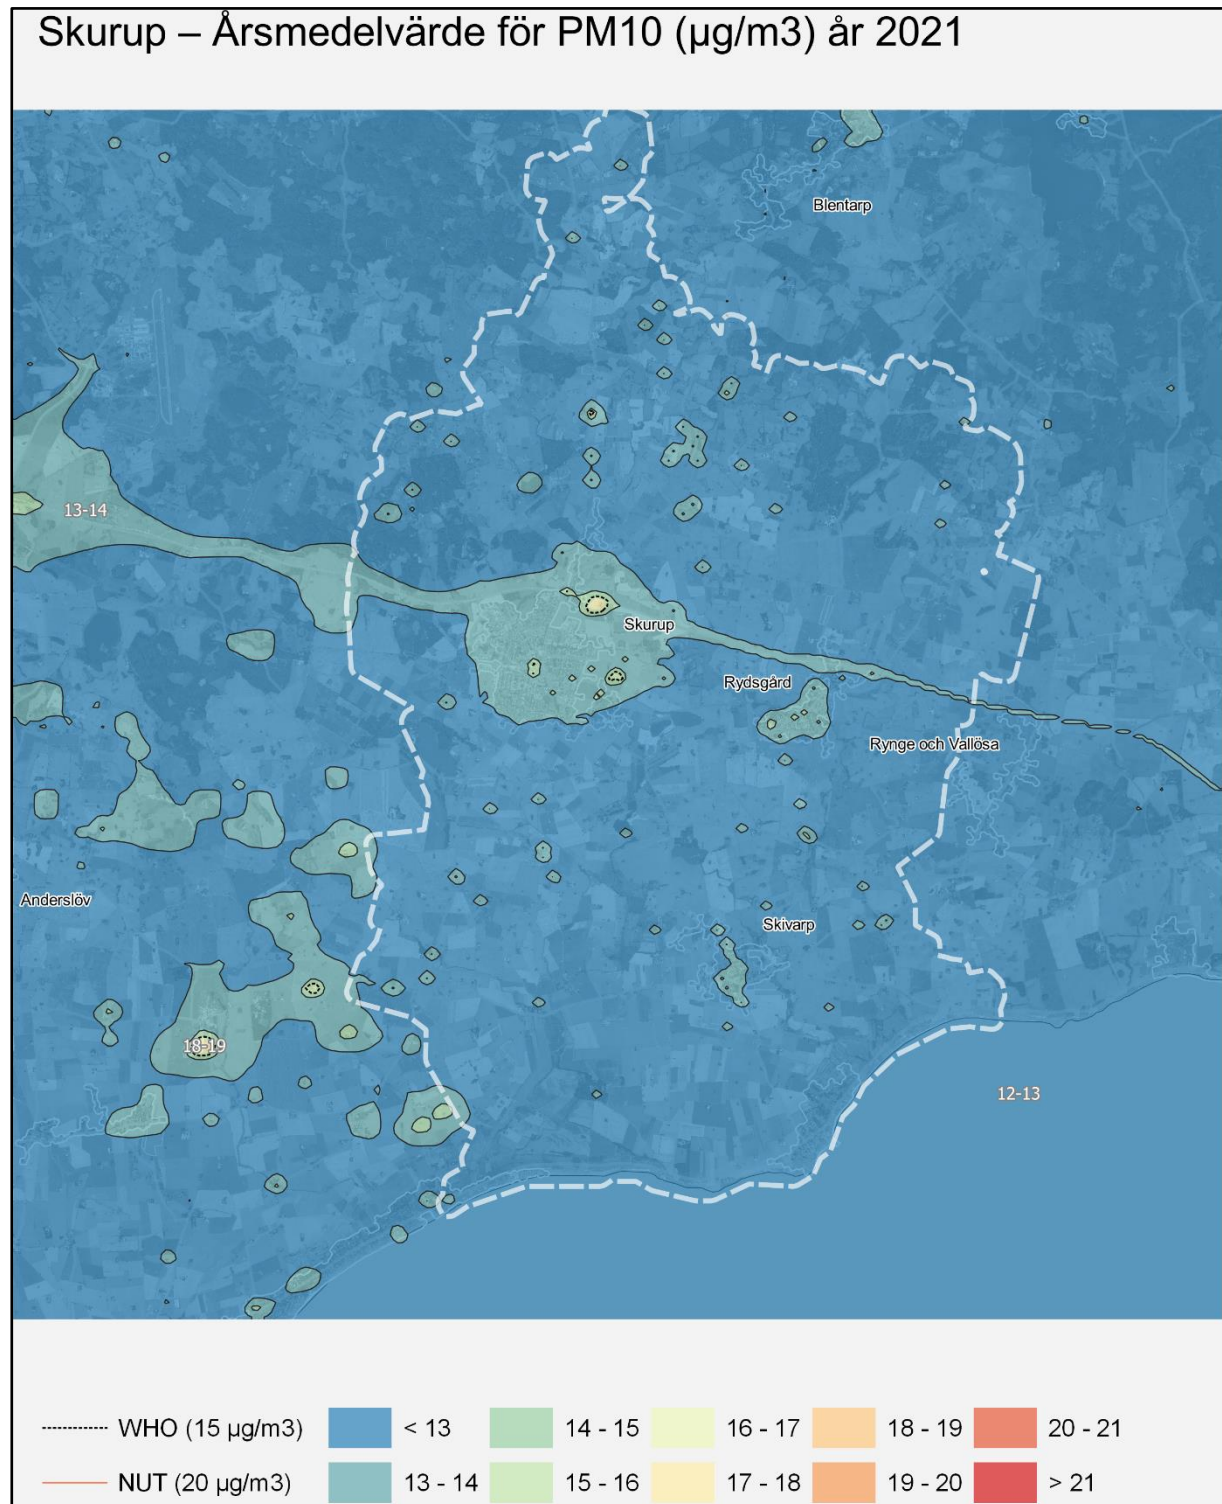 Skurup – Årsmedelvärde för PM10 (µg/m3) år 2021
Blentarp
13-14
Skurup
Rydsgård
Rynge och Vallösa
Anderslöv
Skivarp
18-19
12-13
WHO (15 µg/m3)
< 13
14 - 15
16 - 17
18 - 19
20 - 21
NUT (20 µg/m3)
13 - 14
15 - 16
17 - 18
19 - 20
> 21